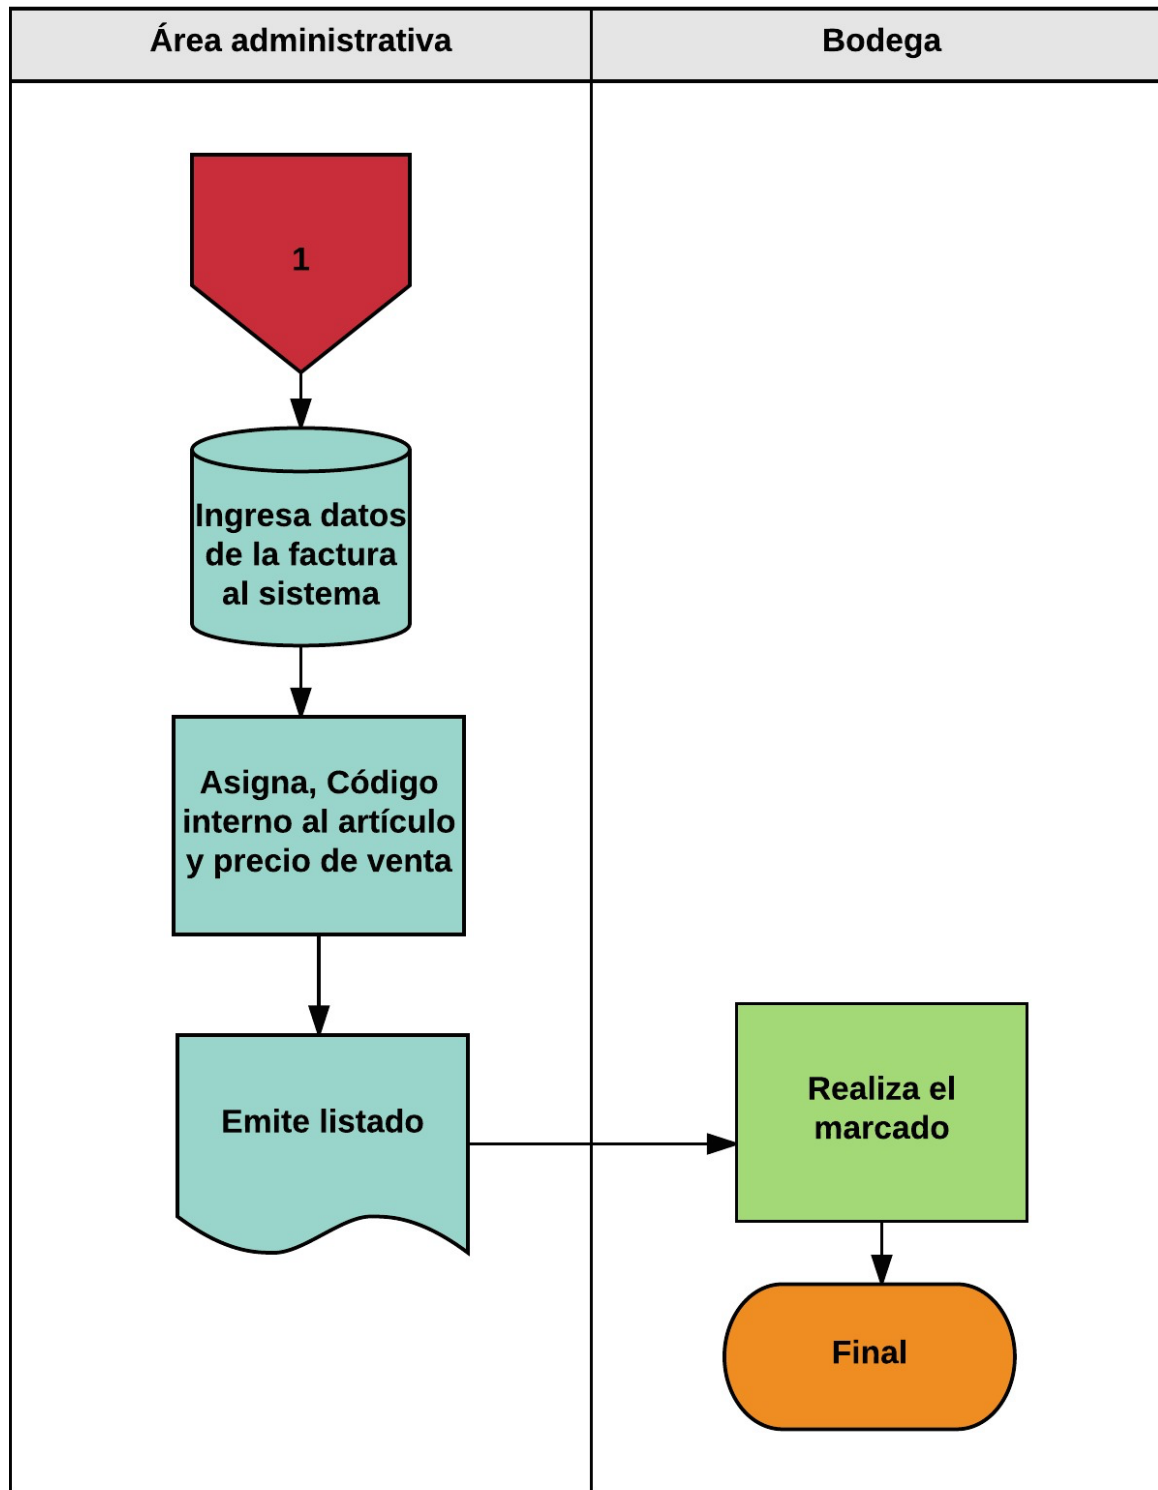 Área administrativa
Bodega
1
Ingresa datos
de la factura
al sistema
Asigna, Código
interno al artículo
y precio de venta
Emite listado
Realiza el
marcado
Final